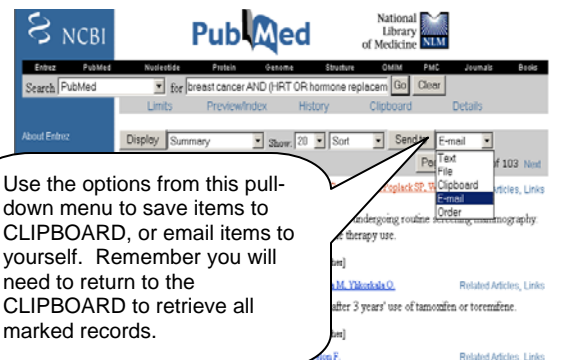 NCBI
PubMed
National
Library
of Medicine NLM
Entrez PubMed Nucleotide Protein Genome Structure OMIM PMC Journals Books
Search PubMed for breast cancer AND (HRT OR hormone replacem Go Clear
Limits Preview/Index History Clipboard Details
About Entrez
Display Summary Show: 20 Sort Send to E-mail
Text
File
Clipboard
E-mail
Order
of 103 Next
Poplack SP, Articles, Links
undergoing routine screening mammography.
therapy use.
M, Ylikorkala O. Related Articles, Links
after 3 years' use of tamoxifen or toremifene.
F. Related Articles, Links
Use the options from this pull-
down menu to save items to
CLIPBOARD, or email items to
yourself. Remember you will
need to return to the
CLIPBOARD to retrieve all
marked records.